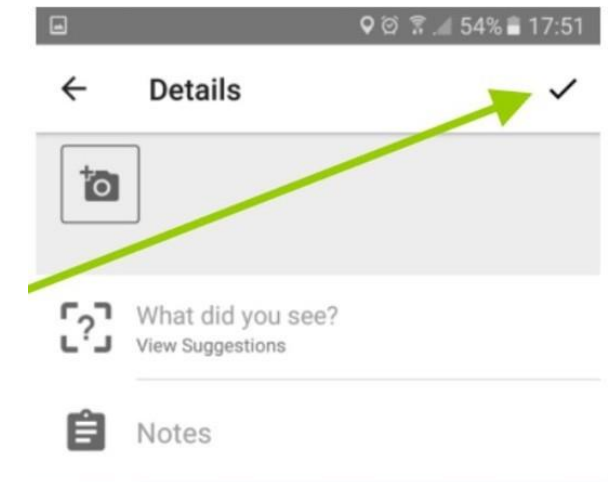 54% 17:51
Details
What did you see?
View Suggestions
Notes